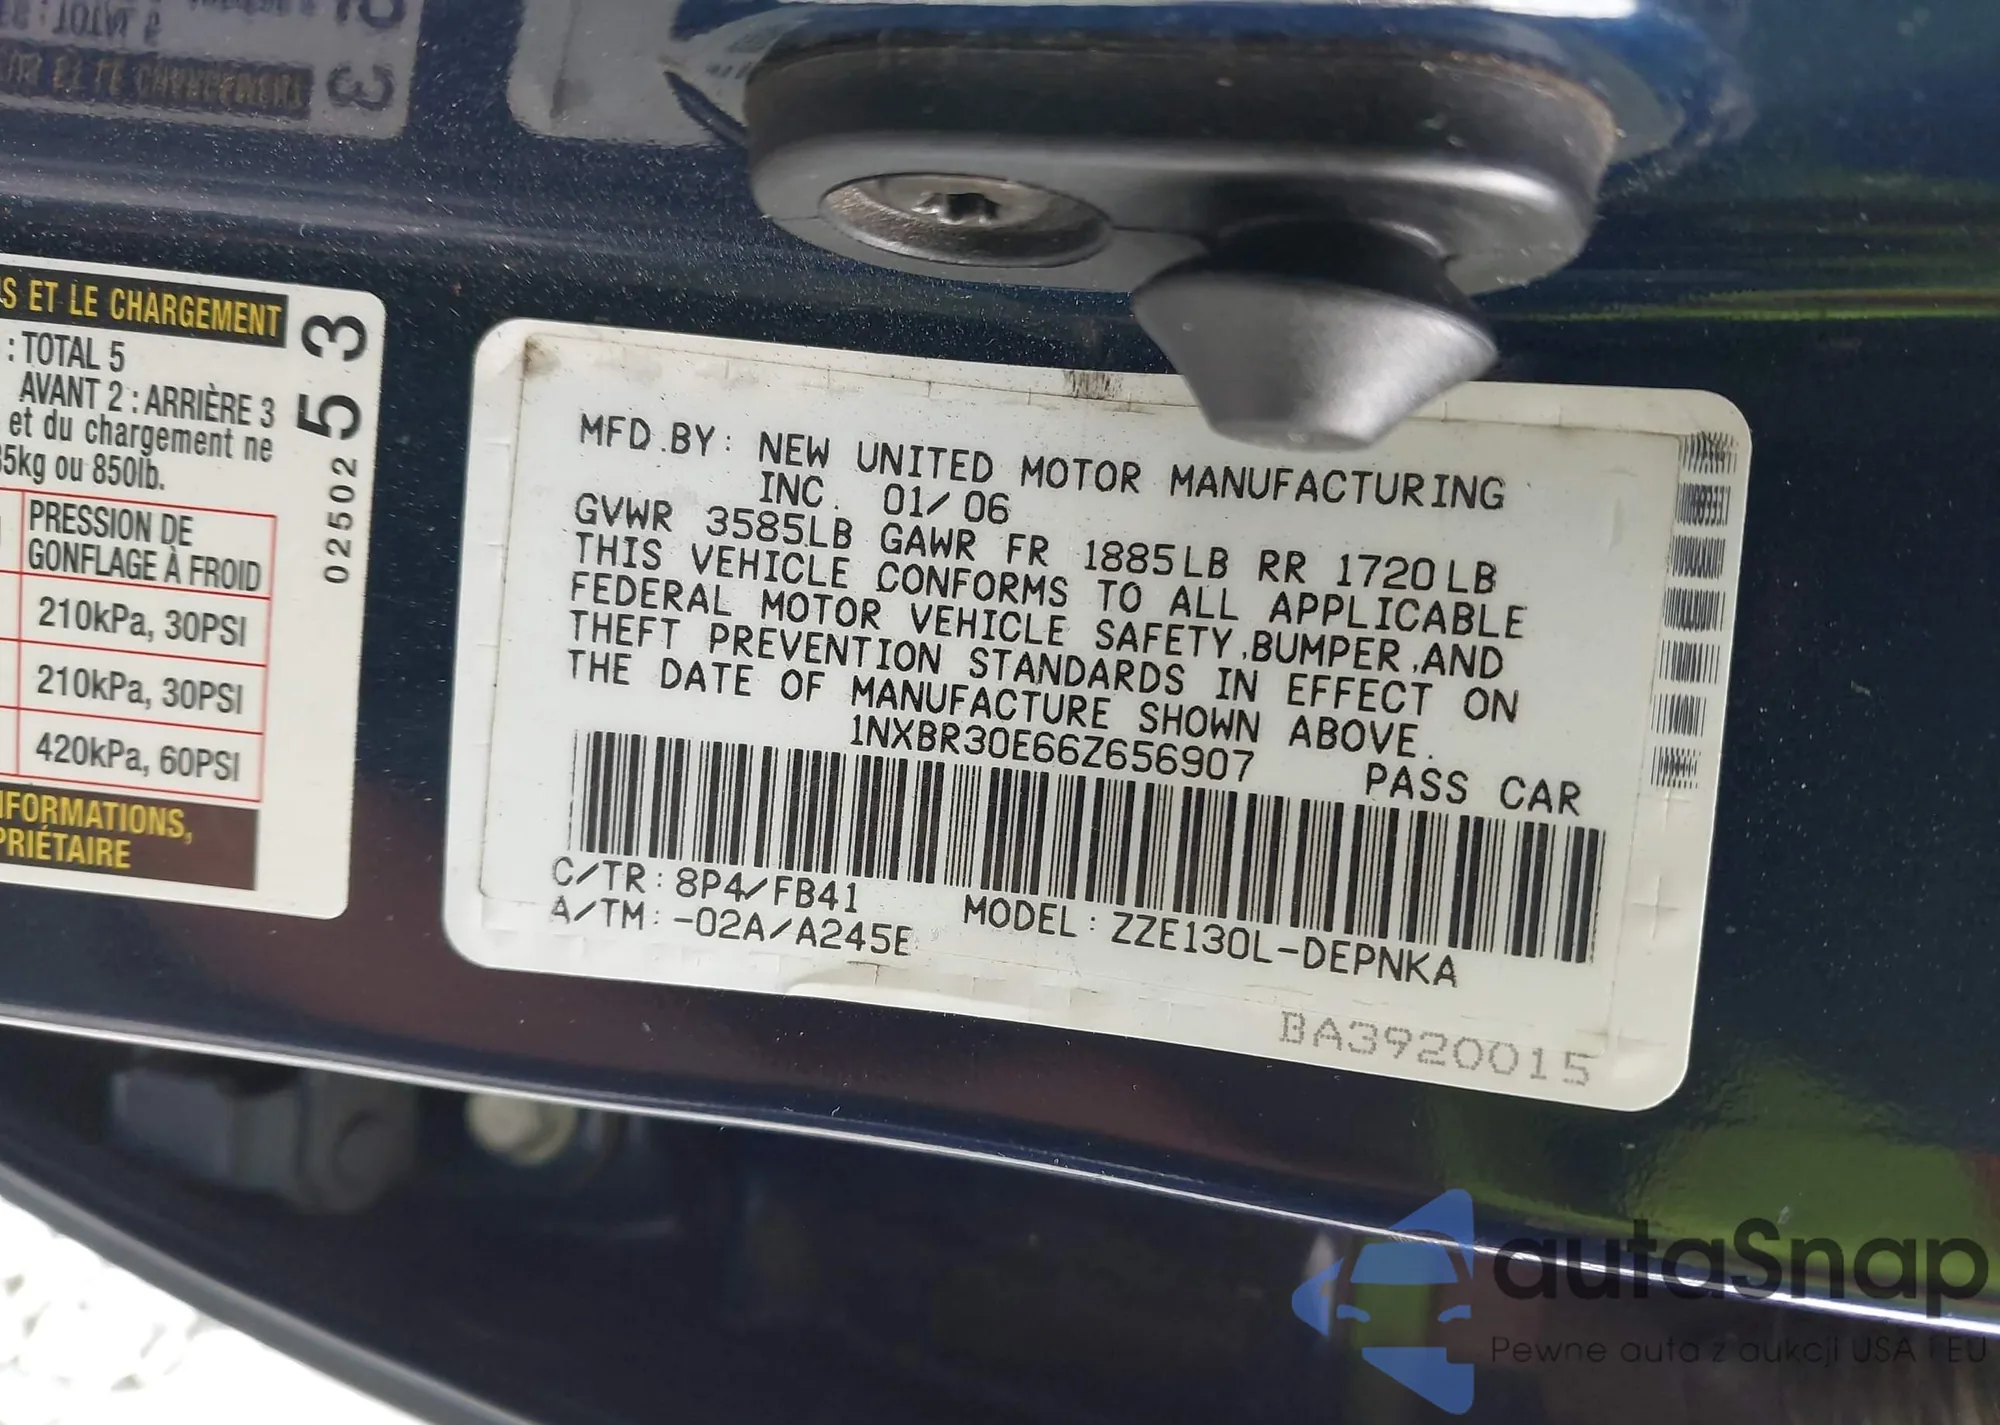 S ET LE CHARGEMENT
: TOTAL 5
AVANT 2 : ARRIÈRE 3
et du chargement ne
35kg ou 850lb.
PRESSION DE
GONFLAGE À FROID
210kPa, 30PSI
210kPa, 30PSI
420kPa, 60PSI
FORMATIONS,
PRIÉTAIRE
02502 53
MFD.BY: NEW UNITED MOTOR MANUFACTURING
INC. 01/06
GVWR 3585LB GAWR FR 1885LB RR 1720LB
THIS VEHICLE CONFORMS TO ALL APPLICABLE
FEDERAL MOTOR VEHICLE SAFETY,BUMPER,AND
THEFT PREVENTION STANDARDS IN EFFECT ON
THE DATE OF MANUFACTURE SHOWN ABOVE.
1NXBR30E66Z656907
PASS CAR
C/TR: 8P4/FB41
A/TM: -02A/A245E
MODEL: ZZE130L-DEPNKA
BA3920015
autaSnap
Pewne auta z aukcji USA i EU